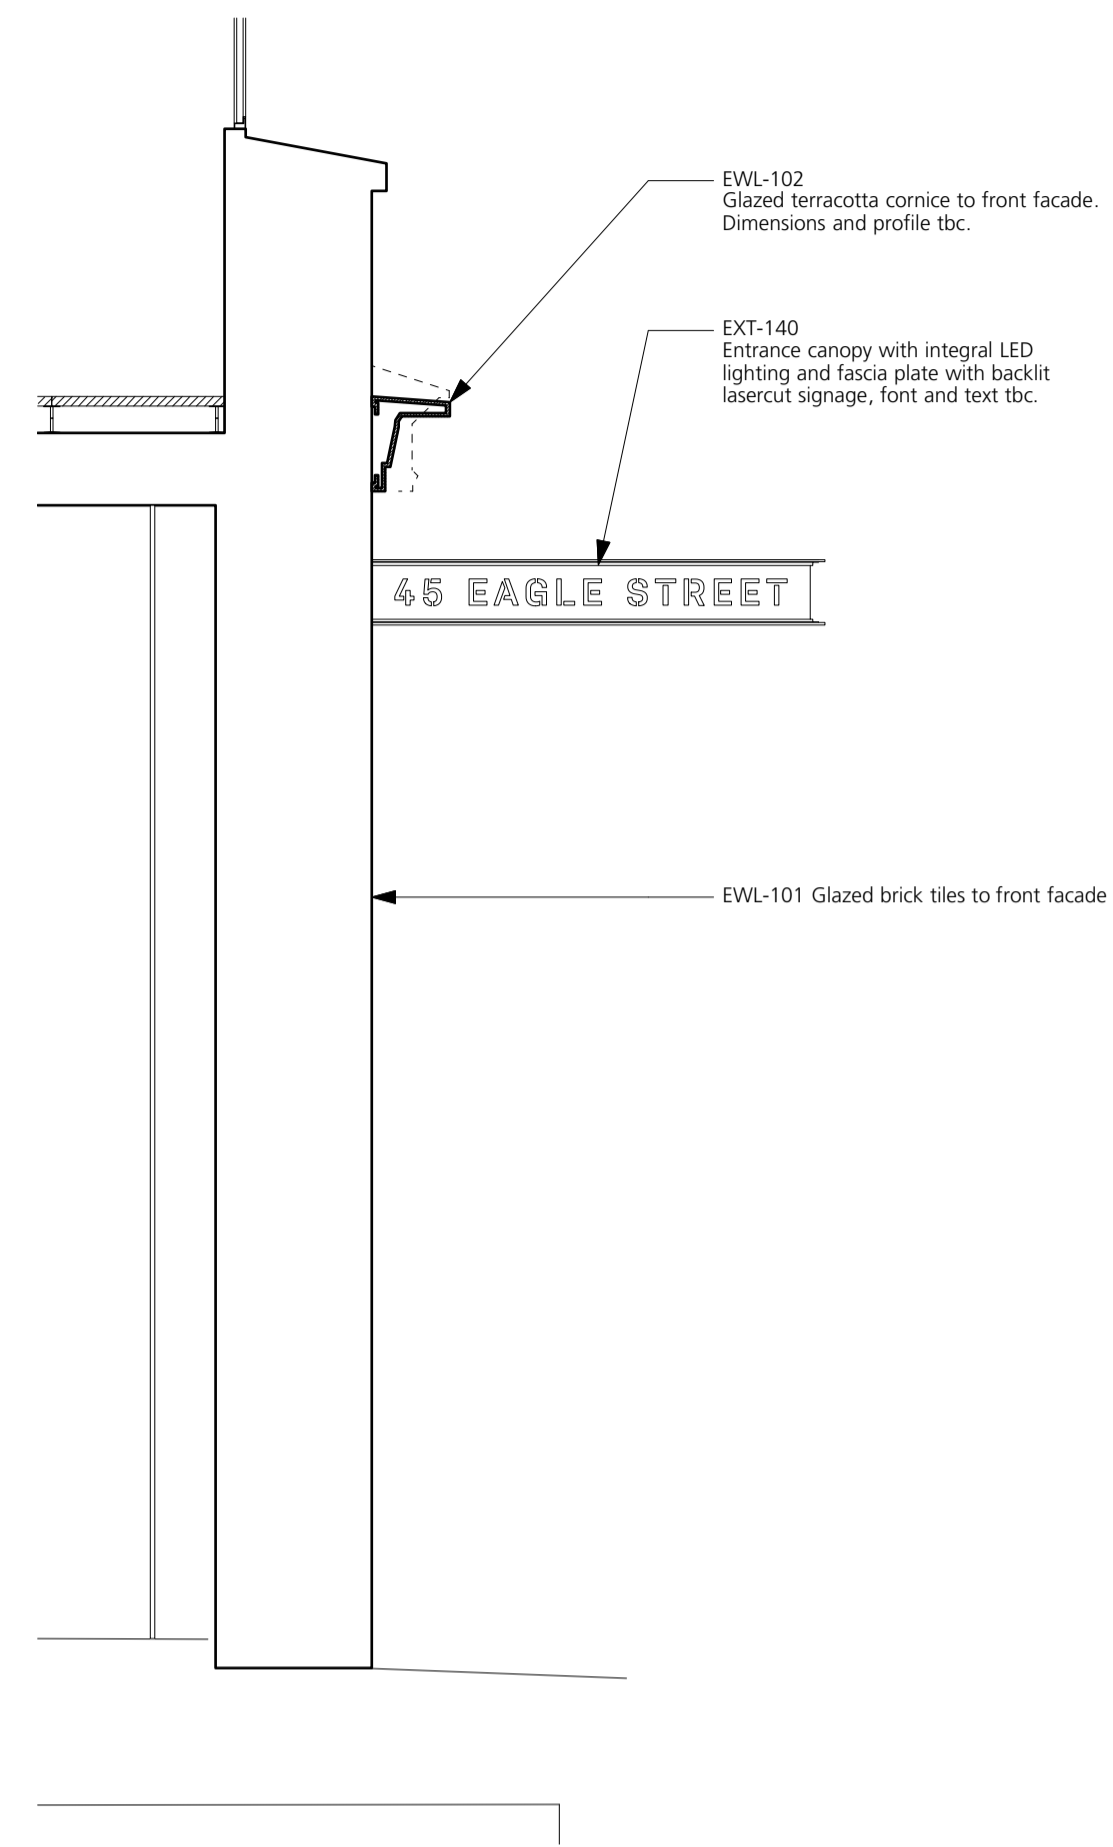 EWL-102
Glazed terracotta cornice to front facade.
Dimensions and profile tbc.
EXT-140
Entrance canopy with integral LED
lighting and fascia plate with backlit
lasercut signage, font and text tbc.
45 EAGLE STREET
EWL-101 Glazed brick tiles to front facade